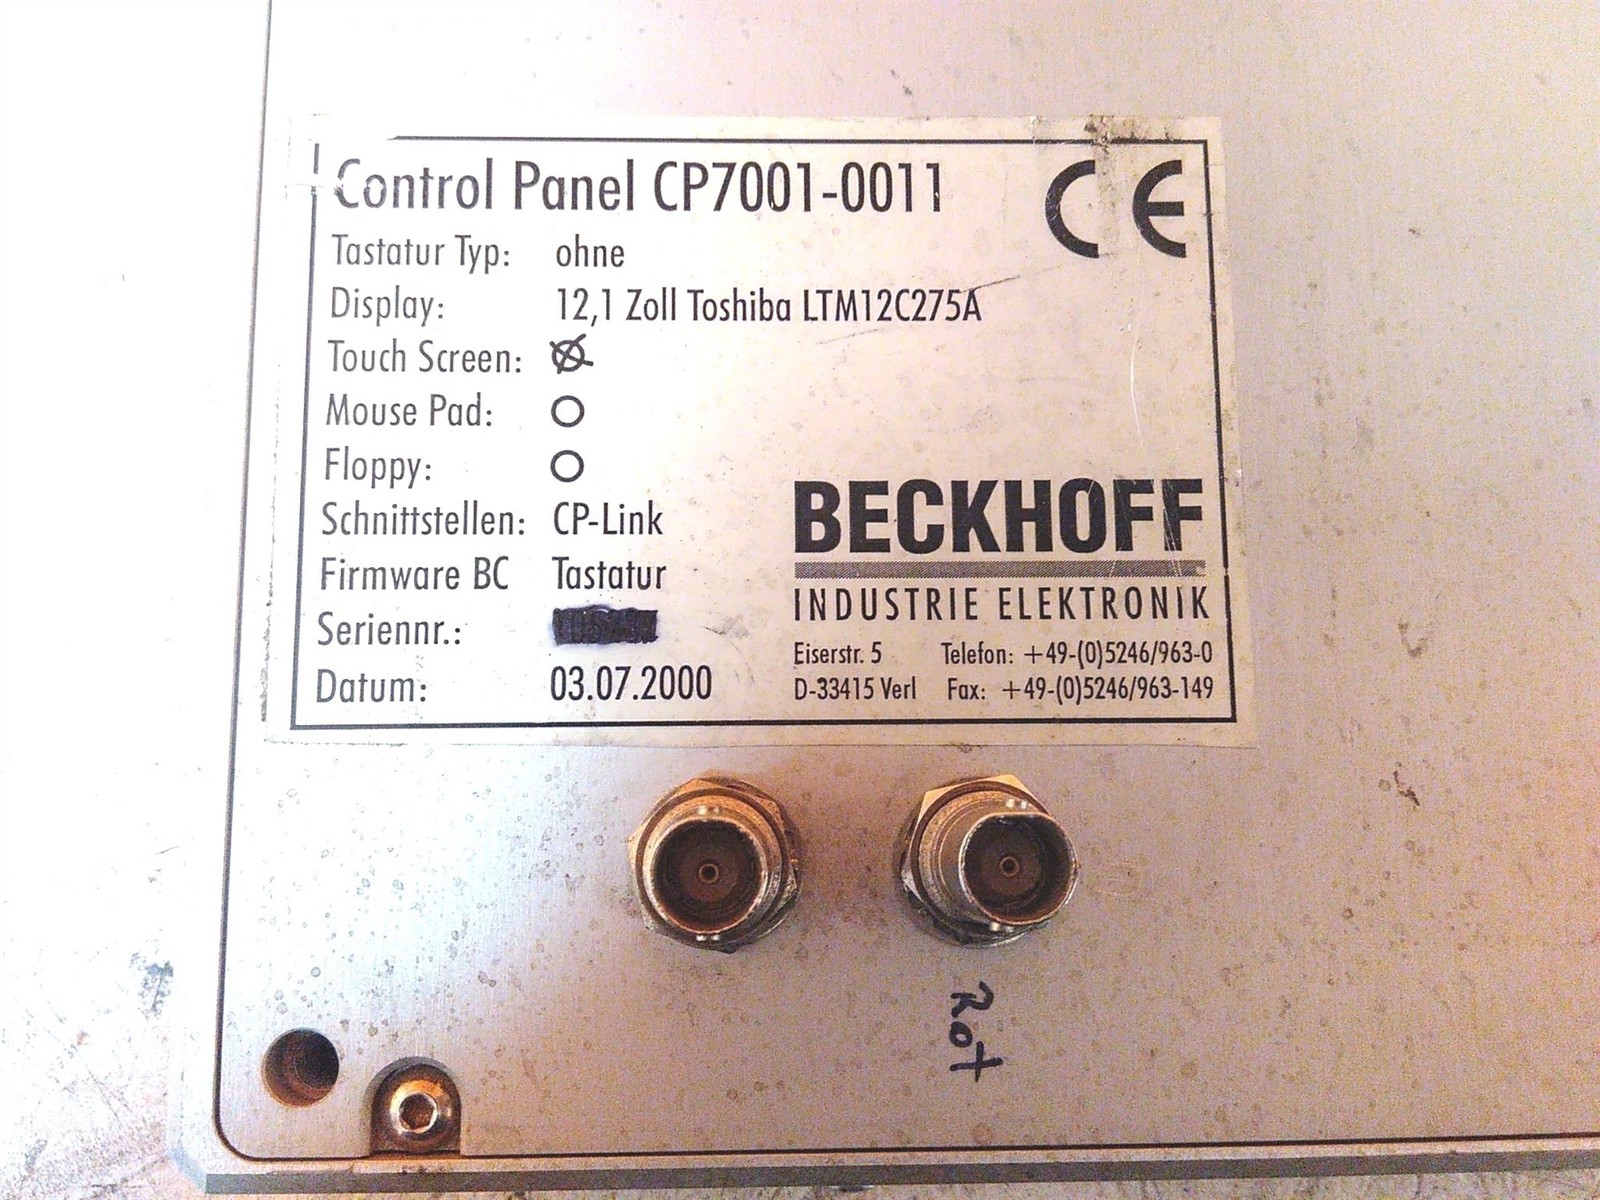 Control Panel CP7001-0011
CE
Tastatur Typ: ohne
Display: 12,1 Zoll Toshiba LTM12C275A
Touch Screen:
Mouse Pad:
Floppy:
Schnittstellen: CP-Link
Firmware BC Tastatur
Seriennr.:
Datum: 03.07.2000
BECKHOFF
INDUSTRIE ELEKTRONIK
Eiserstr. 5 Telefon: +49-(0)5246/963-0
D-33415 Verl Fax: +49-(0)5246/963-149
Rot